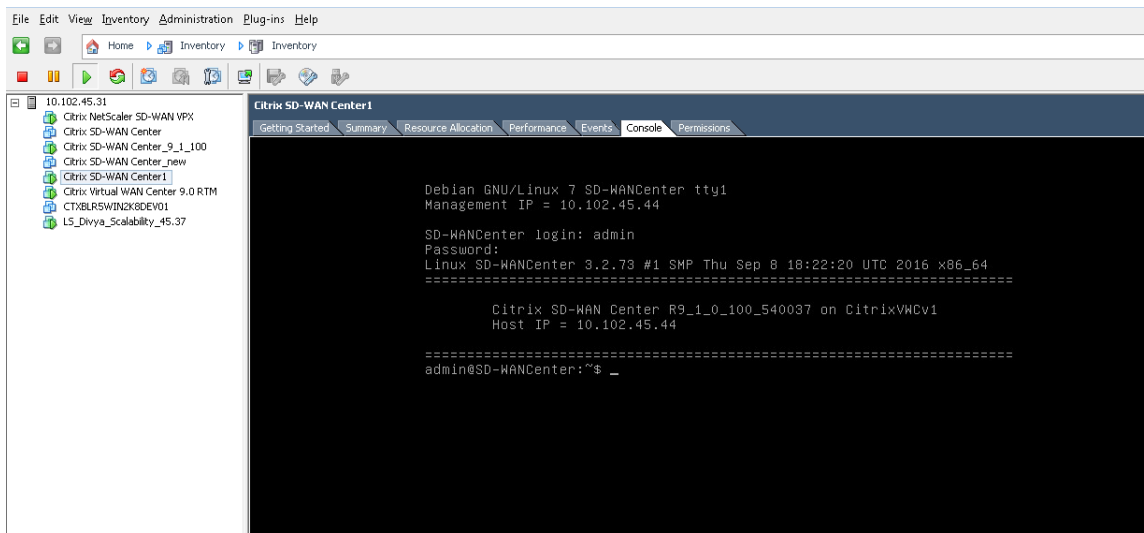 File Edit View Inventory Administration Plug-ins Help
Home Inventory Inventory
10.102.45.31
Citrix NetScaler SD-WAN VPX
Citrix SD-WAN Center
Citrix SD-WAN Center_9_1_100
Citrix SD-WAN Center_new
Citrix SD-WAN Center1
Citrix Virtual WAN Center 9.0 RTM
CTXBLR5WIN2K8DEV01
LS_Divya_Scalability_45.37
Citrix SD-WAN Center1
Getting Started Summary Resource Allocation Performance Events Console Permissions
Debian GNU/Linux 7 SD-WANCenter tty1
Management IP = 10.102.45.44
SD-WANCenter login: admin
Password:
Linux SD-WANCenter 3.2.73 #1 SMP Thu Sep 8 18:22:20 UTC 2016 x86_64
======================================================================
Citrix SD-WAN Center R9_1_0_100_540037 on CitrixVWCv1
Host IP = 10.102.45.44
======================================================================
admin@SD-WANCenter:~$ _